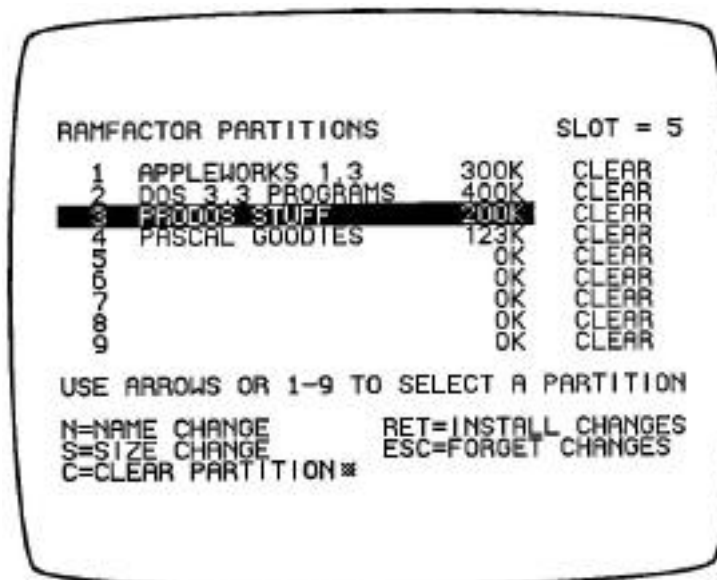 RAMFACTOR PARTITIONS SLOT = 5
1 APPLEWORKS 1.3 300K CLEAR
2 DOS 3.3 PROGRAMS 400K CLEAR
3 PRODOS STUFF 200K CLEAR
4 PASCAL GOODIES 123K CLEAR
5 0K CLEAR
6 0K CLEAR
7 0K CLEAR
8 0K CLEAR
9 0K CLEAR
USE ARROWS OR 1-9 TO SELECT A PARTITION
N=NAME CHANGE RET=INSTALL CHANGES
S=SIZE CHANGE ESC=FORGET CHANGES
C=CLEAR PARTITION